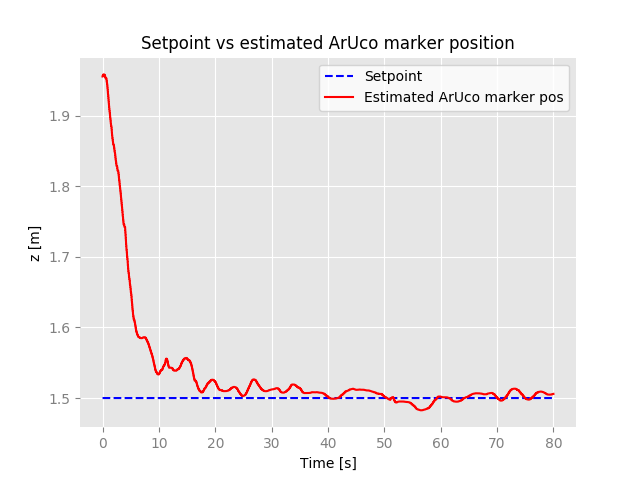 Setpoint vs estimated ArUco marker position
Setpoint
Estimated ArUco marker pos
1.9
1.8
1.7
1.6
1.5
z [m]
0 10 20 30 40 50 60 70 80
Time [s]